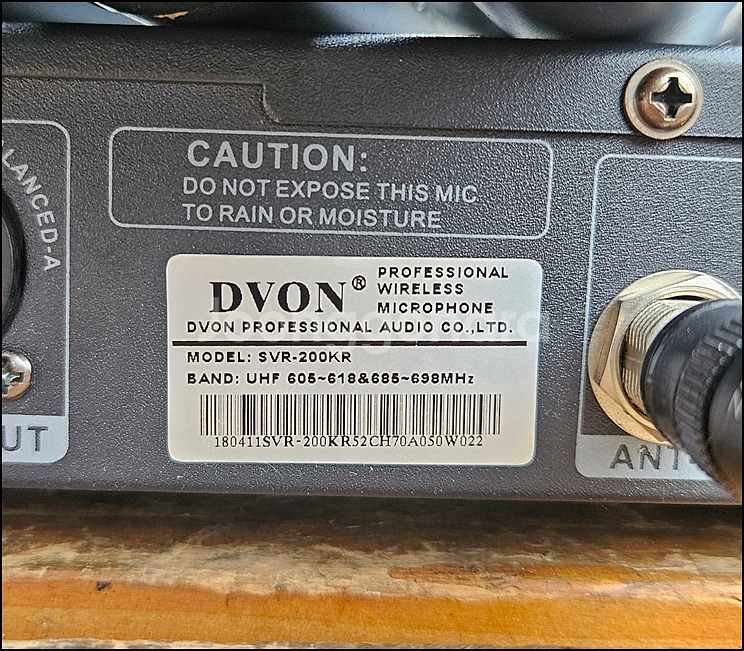 LANCED-A
CAUTION:
DO NOT EXPOSE THIS MIC
TO RAIN OR MOISTURE
DVON® PROFESSIONAL
WIRELESS
MICROPHONE
DVON PROFESSIONAL AUDIO CO.,LTD.
MODEL: SVR-200KR
BAND: UHF 605~618&685~698MHz
180411SVR-200KR52CH70A050W022
UT
ANT